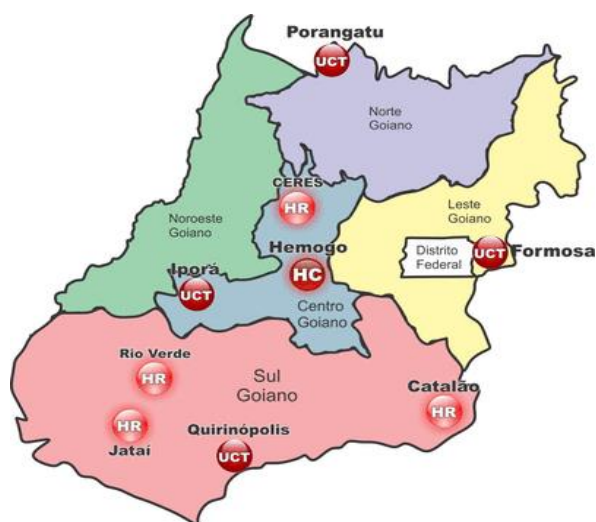 Porangatu
UCT
Norte
Goiano
CERES
HR
Noroeste
Goiano
Leste
Goiano
Hemogo
HC
Distrito
Federal
UCT
Formosa
Iporá
UCT
Centro
Goiano
Rio Verde
HR
Sul
Goiano
Catalão
HR
HR
Jataí
Quirinópolis
UCT